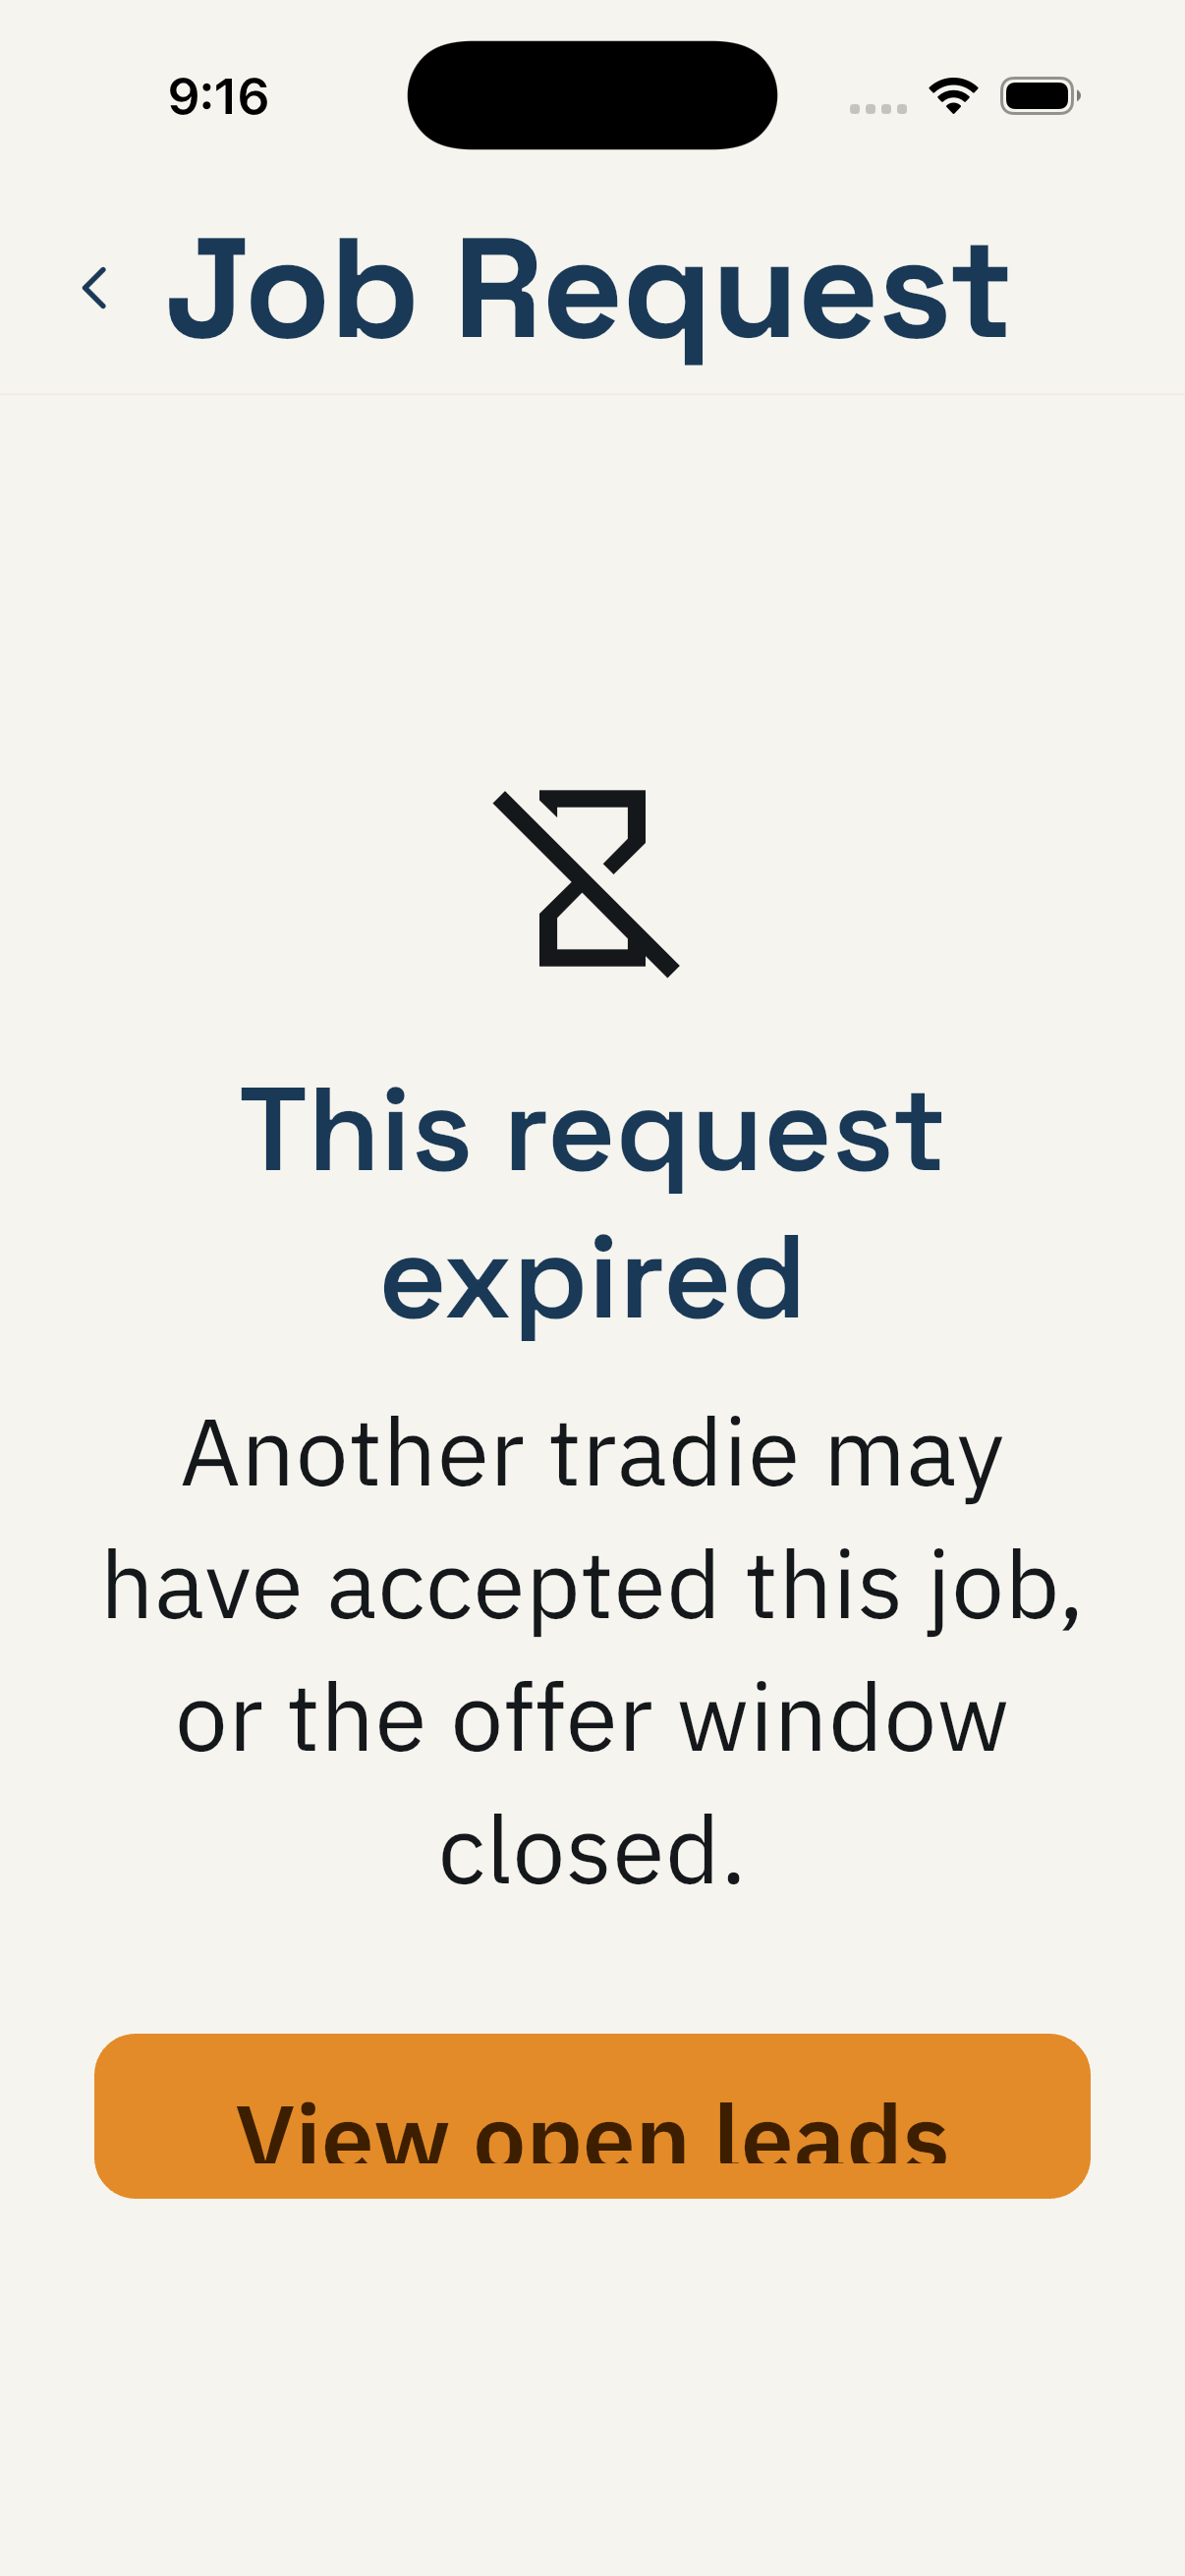 9:16
Job Request
This request
expired
Another tradie may
have accepted this job,
or the offer window
closed.
View open leads